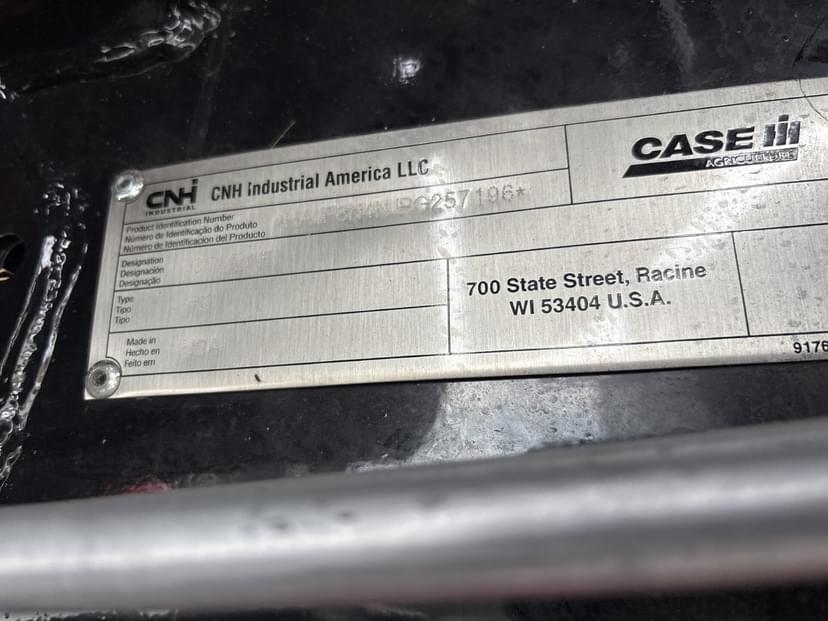 CNH
INDUSTRIAL
CNH Industrial America LLC
CASE IH
AGRICULTURE
Product Identification Number
Número de Identificação do Produto
Número de Identificacion del Producto
257196*
Designation
Designación
Designação
Type
Tipo
Tipo
700 State Street, Racine
WI 53404 U.S.A.
Made in
Hecho en
Feito em
9176